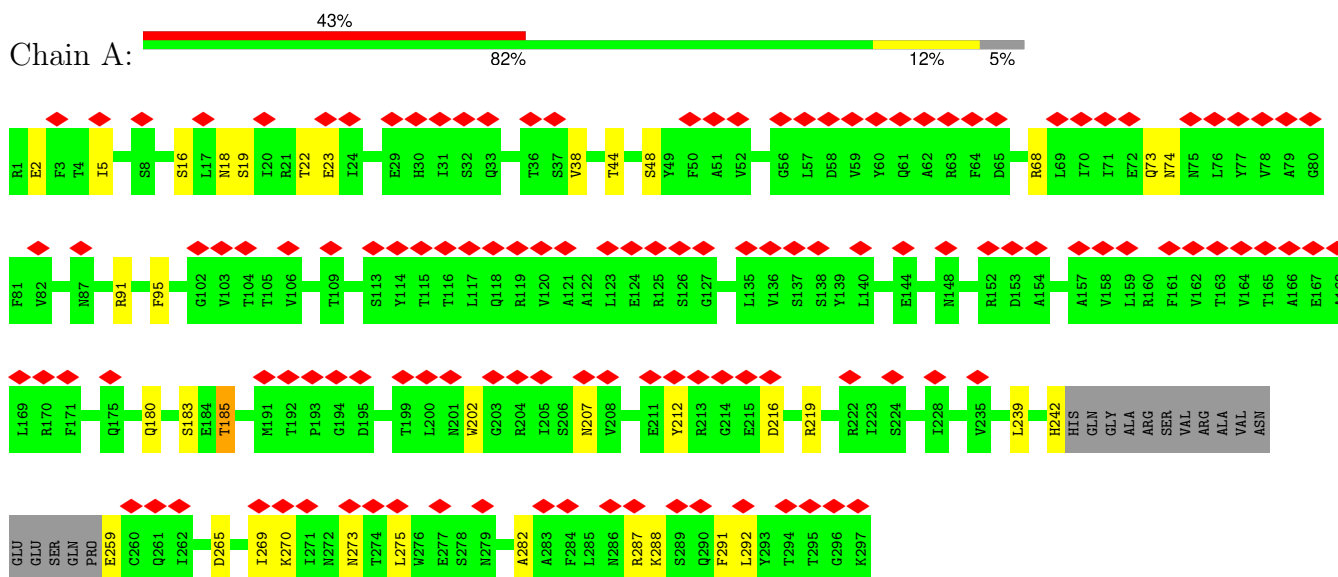 43%
Chain A:
82% 12% 5%
R1 E2 F3 T4 I5 S8 S16 L17 N18 S19 I20 R21 T22 E23 I24 E29 H30 I31 S32 Q33 T36 S37 V38 T44 S48 Y49 F50 A51 V52 G56 L57 D58 V59 Y60 Q61 A62 R63 F64 D65 R68 L69 I70 I71 E72 Q73 N74 N75 L76 Y77 V78 A79 G80
F81 V82 N87 R91 F95 G102 V103 T104 T105 V106 T109 S113 Y114 T115 T116 L117 Q118 R119 V120 A121 A122 L123 E124 R125 S126 G127 L135 V136 S137 S138 Y139 L140 E144 N148 R152 D153 A154 A157 V158 L159 R160 F161 V162 T163 V164 T165 A166 E167 A168
L169 R170 F171 Q175 Q180 S183 E184 T185 M191 T192 P193 G194 D195 T199 L200 N201 W202 G203 R204 I205 S206 N207 V208 E211 Y212 R213 G214 E215 D216 R219 R222 I223 S224 I228 V235 L239 H242 HIS GLN GLY ALA ARG SER VAL ARG ALA VAL ASN
GLU GLU SER GLN PRO E259 C260 Q261 I262 D265 I269 K270 I271 N272 N273 T274 L275 W276 E277 S278 N279 A282 A283 F284 L285 N286 R287 K288 S289 Q290 F291 L292 Y293 T294 T295 G296 K297